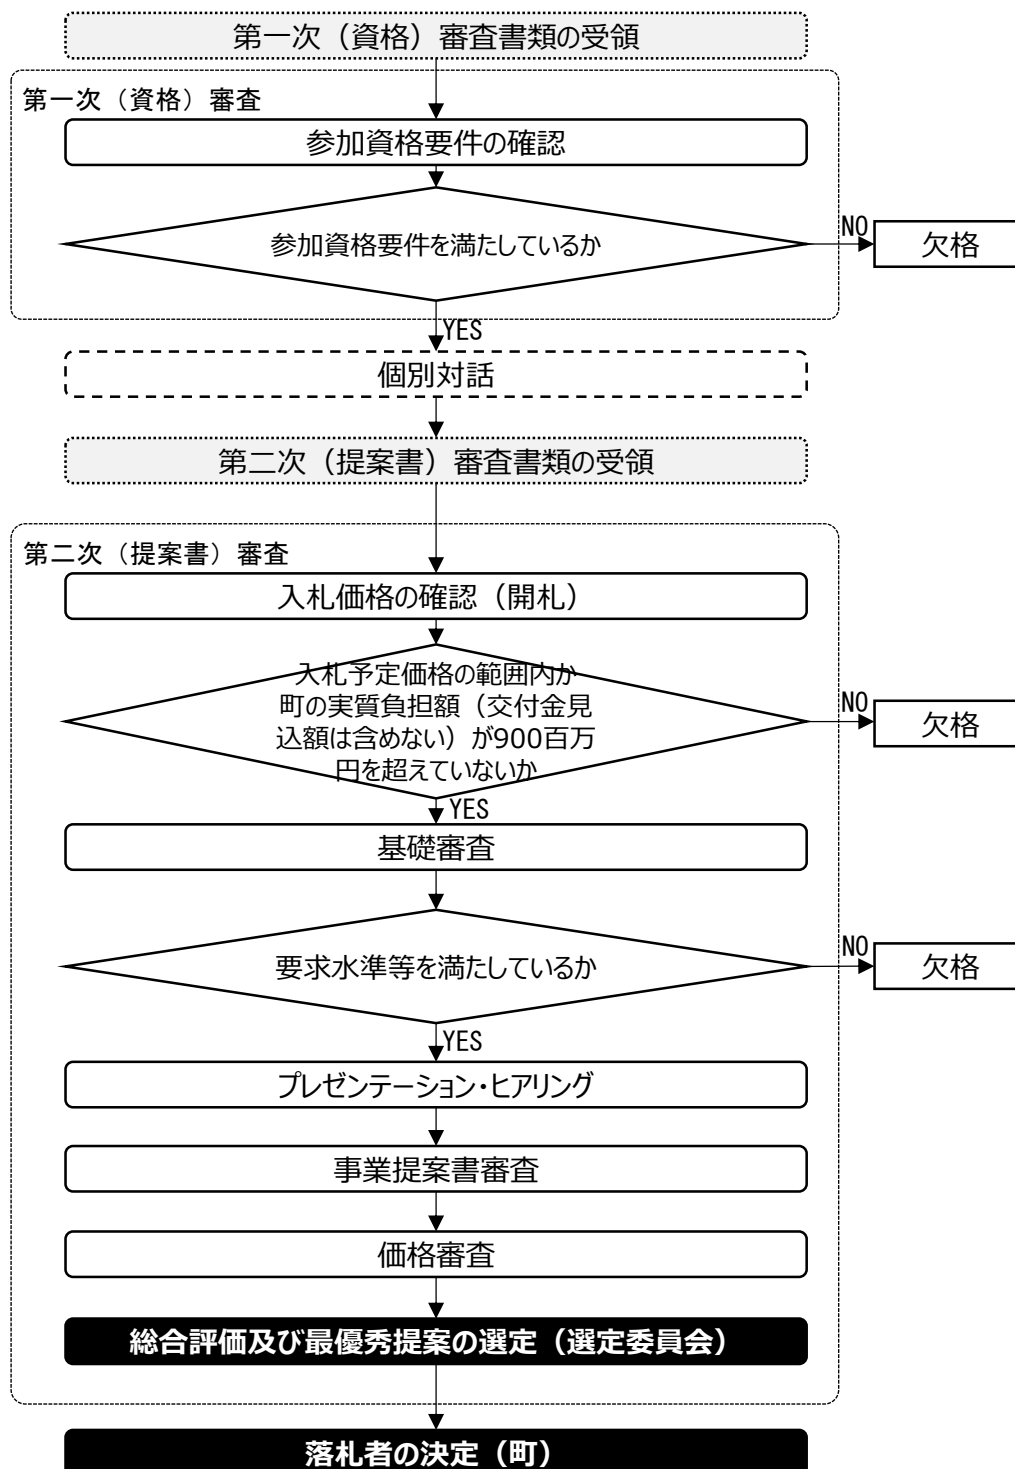 第一次（資格）審査書類の受領
第一次（資格）審査
参加資格要件の確認
参加資格要件を満たしているか
NO
欠格
YES
個別対話
第二次（提案書）審査書類の受領
第二次（提案書）審査
入札価格の確認（開札）
入札予定価格の範囲内か
町の実質負担額（交付金見
込額は含めない）が900百万
円を超えていないか
NO
欠格
YES
基礎審査
要求水準等を満たしているか
NO
欠格
YES
プレゼンテーション・ヒアリング
事業提案書審査
価格審査
総合評価及び最優秀提案の選定（選定委員会）
落札者の決定（町）